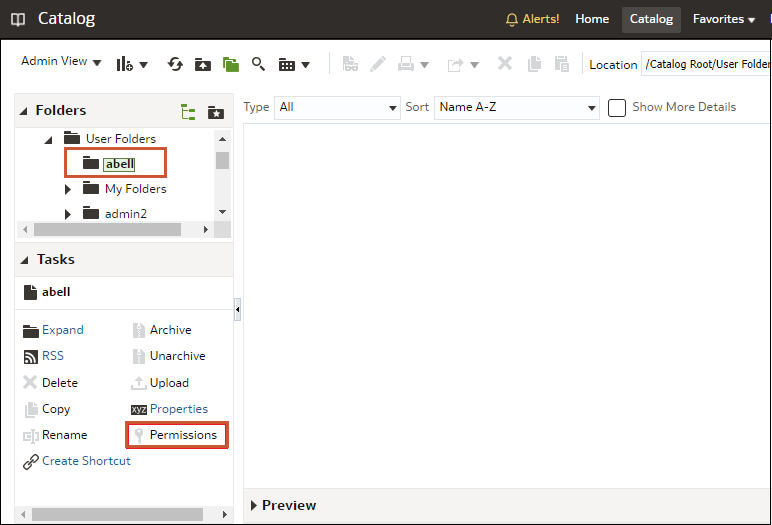 Catalog
Alerts! Home Catalog Favorites
Admin View
Location /Catalog Root/User Folder
Folders
Type All Sort Name A-Z Show More Details
User Folders
abell
My Folders
admin2
Tasks
abell
Expand Archive
RSS Unarchive
Delete Upload
Copy xyz Properties
Rename Permissions
Create Shortcut
Preview